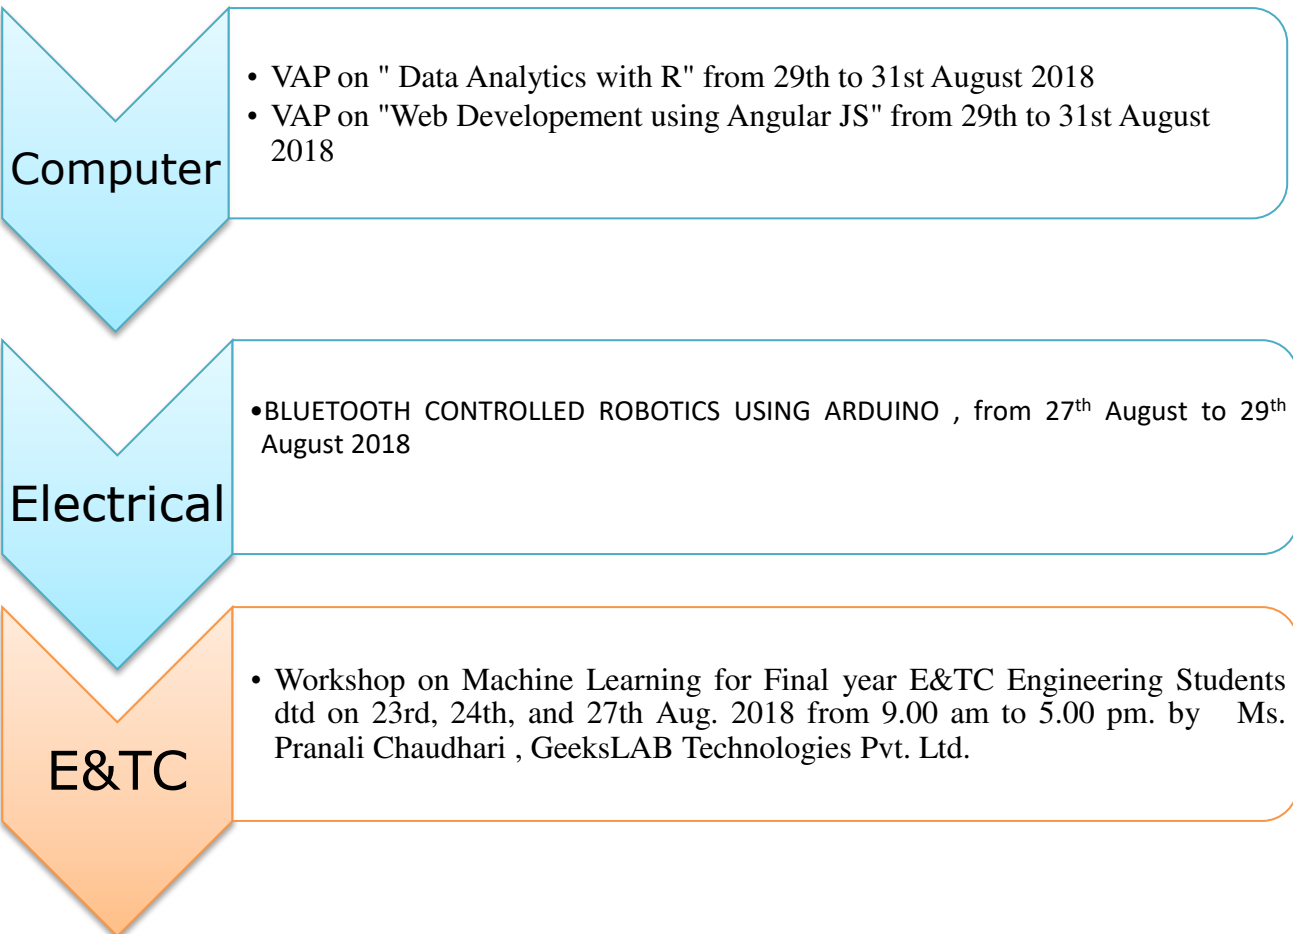 Computer
• VAP on " Data Analytics with R" from 29th to 31st August 2018
• VAP on "Web Developement using Angular JS" from 29th to 31st August
2018
Electrical
•BLUETOOTH CONTROLLED ROBOTICS USING ARDUINO , from 27th August to 29th
August 2018
E&TC
• Workshop on Machine Learning for Final year E&TC Engineering Students
dtd on 23rd, 24th, and 27th Aug. 2018 from 9.00 am to 5.00 pm. by Ms.
Pranali Chaudhari , GeeksLAB Technologies Pvt. Ltd.